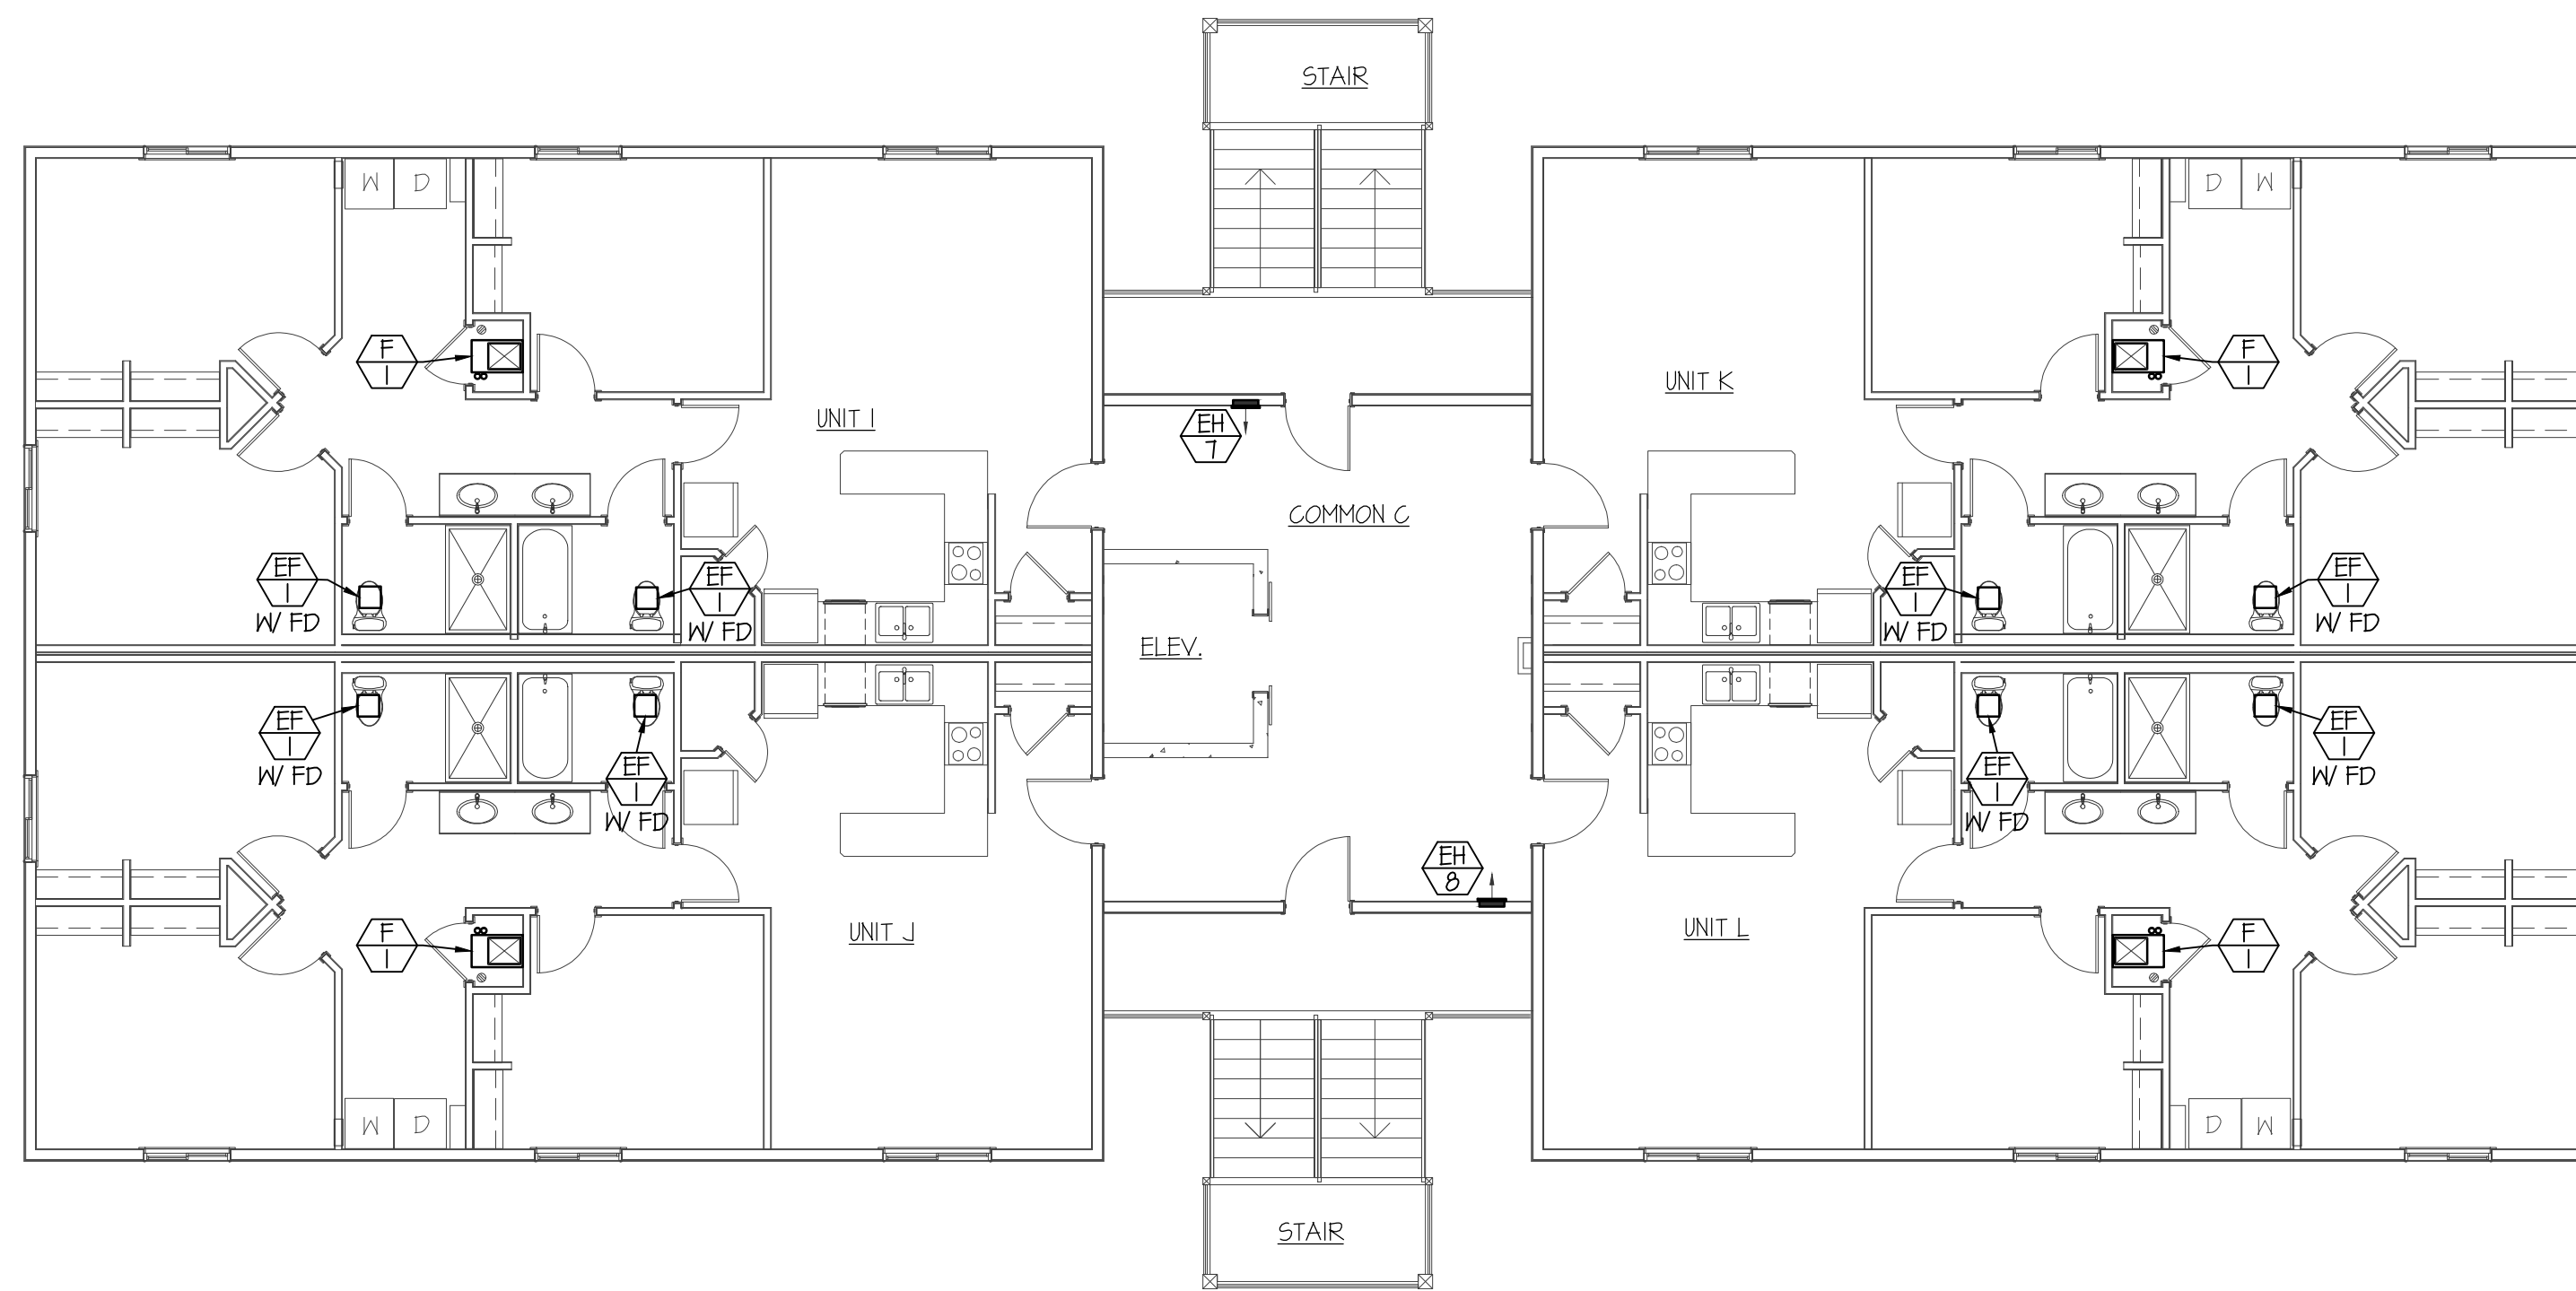 STAIR
W D
D W
F
1
F
1
UNIT K
UNIT I
EH
7
COMMON C
EF
1
W/ FD
EF
1
W/ FD
EF
1
W/ FD
EF
1
W/ FD
ELEV.
EF
1
W/ FD
EF
1
W/ FD
EF
1
W/ FD
EF
1
W/ FD
EH
8
UNIT J
UNIT L
F
1
F
1
W D
D W
STAIR